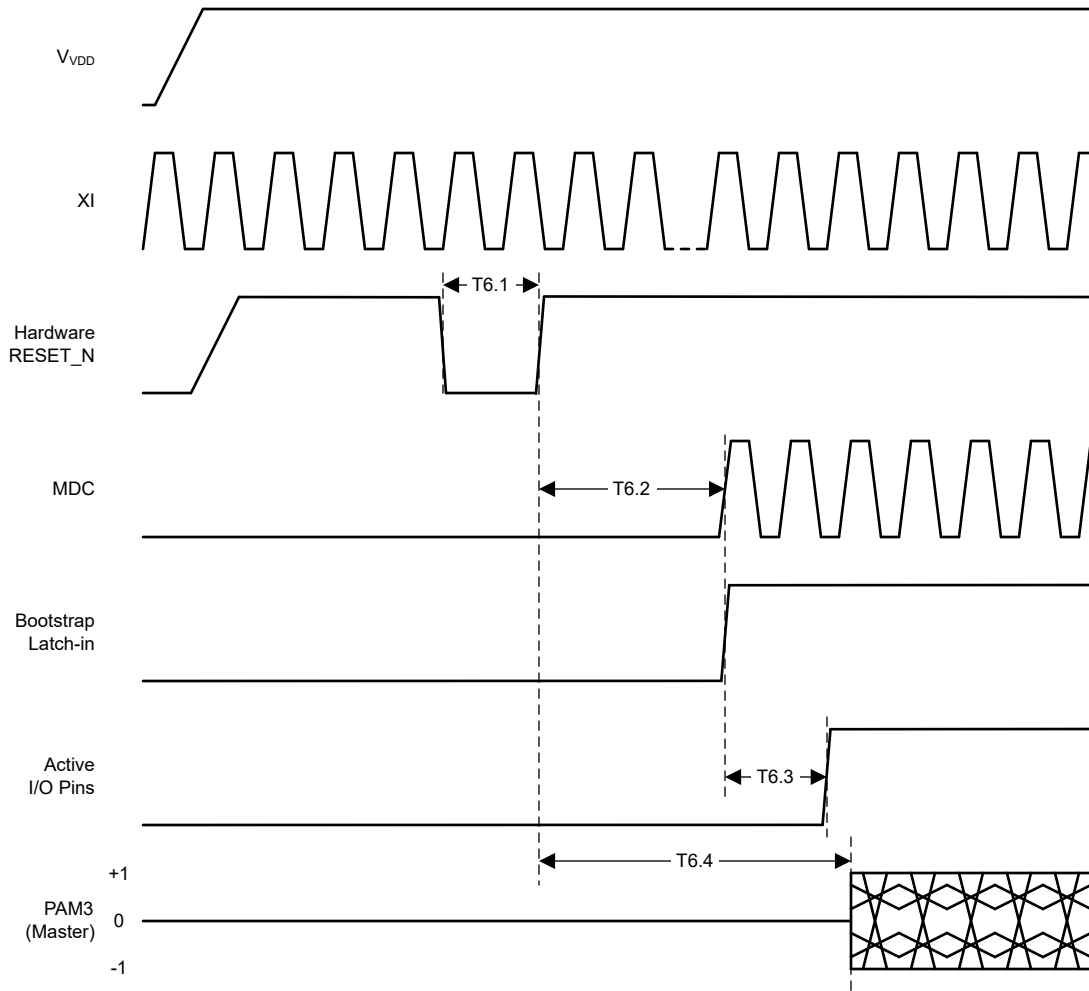 VVDD
XI
T6.1
Hardware
RESET_N
MDC
T6.2
Bootstrap
Latch-in
Active
I/O Pins
T6.3
T6.4
+1
PAM3
(Master)
0
-1